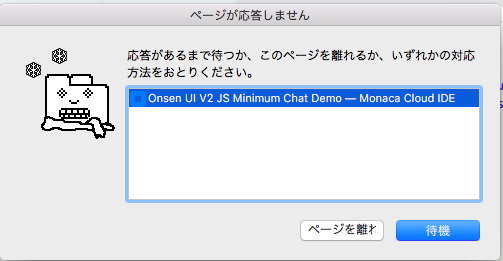 ページが応答しません
応答があるまで待つか、このページを離れるか、いずれかの対応
方法をおとりください。
Onsen UI V2 JS Minimum Chat Demo — Monaca Cloud IDE
ページを離れ
待機